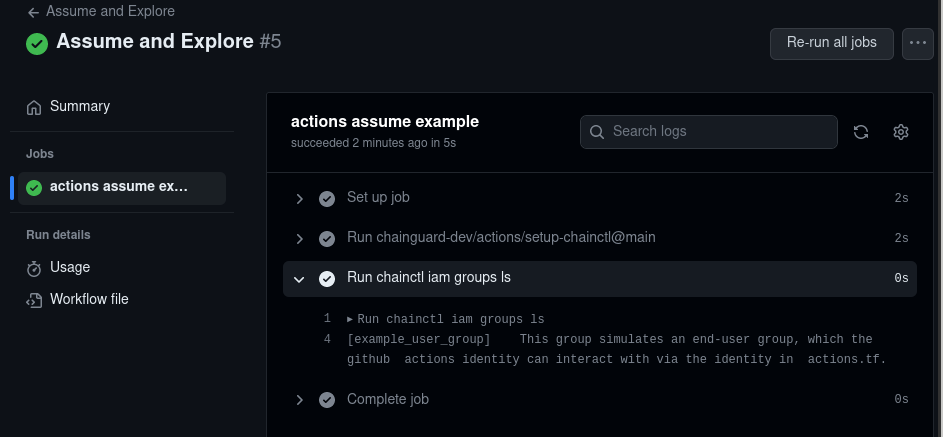 ← Assume and Explore
Assume and Explore #5
Re-run all jobs
Summary
Jobs
actions assume ex...
Run details
Usage
Workflow file
actions assume example
succeeded 2 minutes ago in 5s
Search logs
Set up job 2s
Run chainguard-dev/actions/setup-chainctl@main 2s
Run chainctl iam groups ls 0s
1 ▸ Run chainctl iam groups ls
4 [example_user_group] This group simulates an end-user group, which the
github actions identity can interact with via the identity in actions.tf.
Complete job 0s